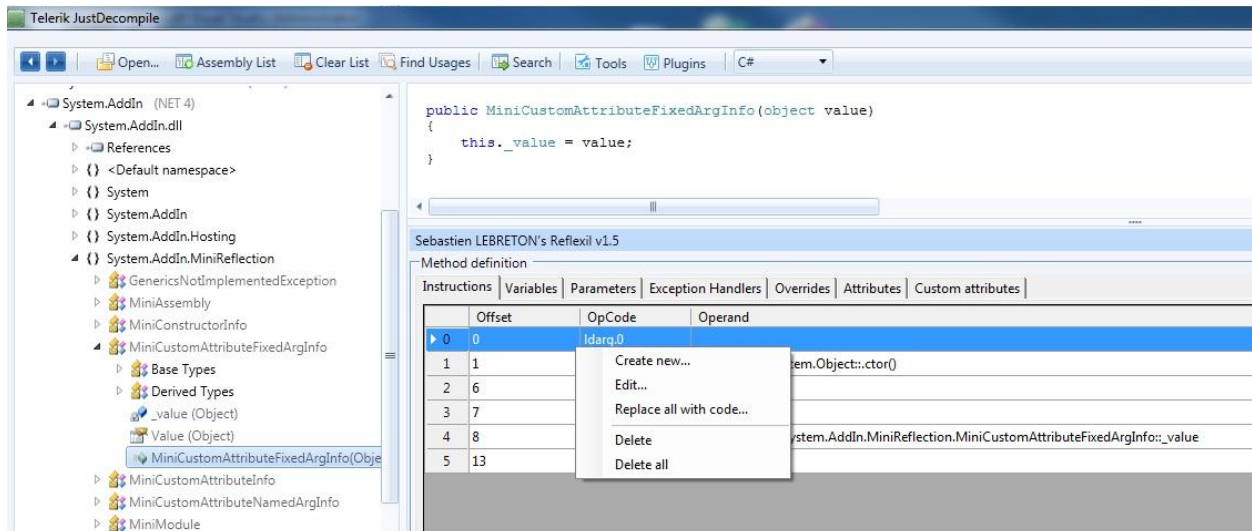 Telerik JustDecompile
Open... Assembly List Clear List Find Usages Search Tools Plugins C#
System.AddIn (NET 4)
System.AddIn.dll
References
{} <Default namespace>
{} System
{} System.AddIn
{} System.AddIn.Hosting
{} System.AddIn.MiniReflection
GenericsNotImplementedException
MiniAssembly
MiniConstructorInfo
MiniCustomAttributeFixedArgInfo
Base Types
Derived Types
_value (Object)
Value (Object)
MiniCustomAttributeFixedArgInfo(Obje
MiniCustomAttributeInfo
MiniCustomAttributeNamedArgInfo
MiniModule
public MiniCustomAttributeFixedArgInfo(object value)
{
this._value = value;
}
Sebastien LEBRETON's Reflexil v1.5
Method definition
Instructions Variables Parameters Exception Handlers Overrides Attributes Custom attributes
Offset OpCode Operand
0 0 ldarg.0
1 1 tem.Object::.ctor()
2 6
3 7
4 8 ystem.AddIn.MiniReflection.MiniCustomAttributeFixedArgInfo::_value
5 13
Create new...
Edit...
Replace all with code...
Delete
Delete all